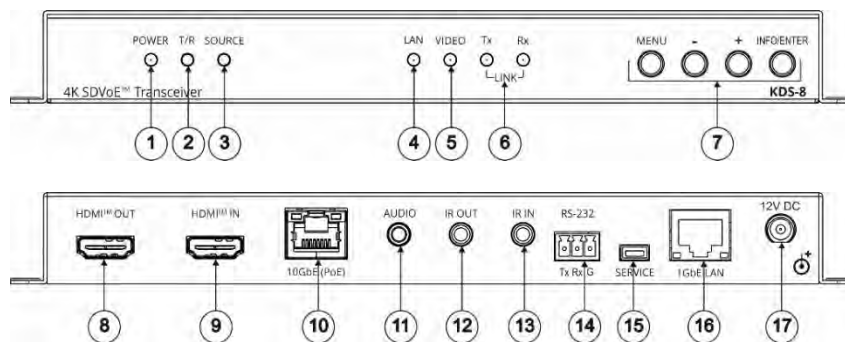 POWER T/R SOURCE LAN VIDEO Tx Rx MENU - + INFO/ENTER
LINK
4K SDVoE™ Transceiver KDS-8
1 2 3 4 5 6 7
HDMI™ OUT HDMI™ IN AUDIO IR OUT IR IN RS-232 12V DC
10GbE (PoE) Tx Rx G SERVICE 1GbE LAN
8 9 10 11 12 13 14 15 16 17